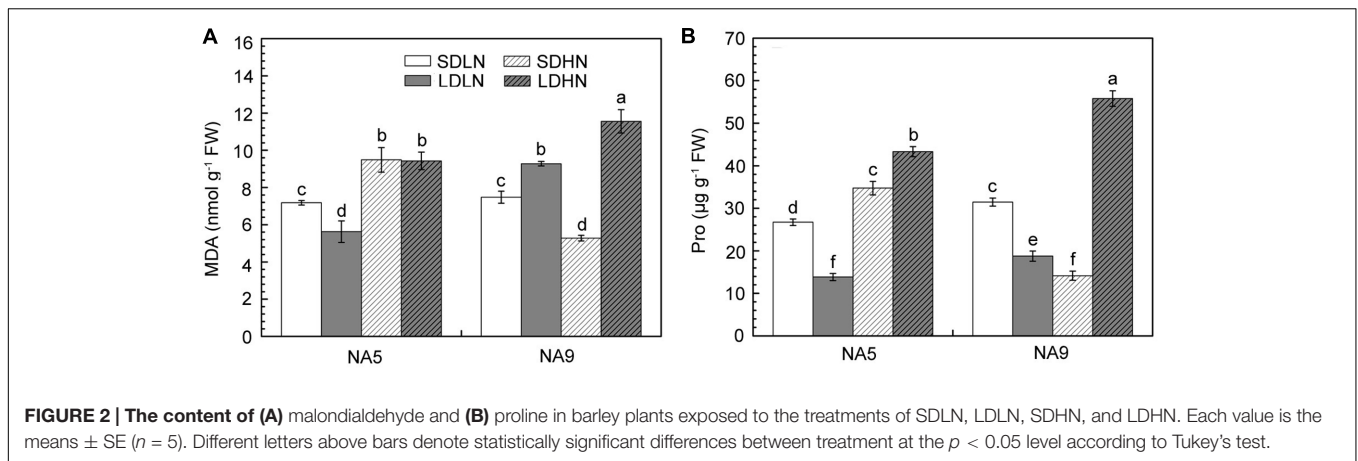 A
B
16
14
12
10
8
6
4
2
0
MDA (nmol g⁻¹ FW)
SDLN
SDHN
LDLN
LDHN
c
d
b
b
c
b
d
a
NA5
NA9
70
60
50
40
30
20
10
0
Pro (µg g⁻¹ FW)
d
f
c
b
c
e
f
a
NA5
NA9
FIGURE 2 | The content of (A) malondialdehyde and (B) proline in barley plants exposed to the treatments of SDLN, LDLN, SDHN, and LDHN. Each value is the
means ± SE (n = 5). Different letters above bars denote statistically significant differences between treatment at the p < 0.05 level according to Tukey's test.